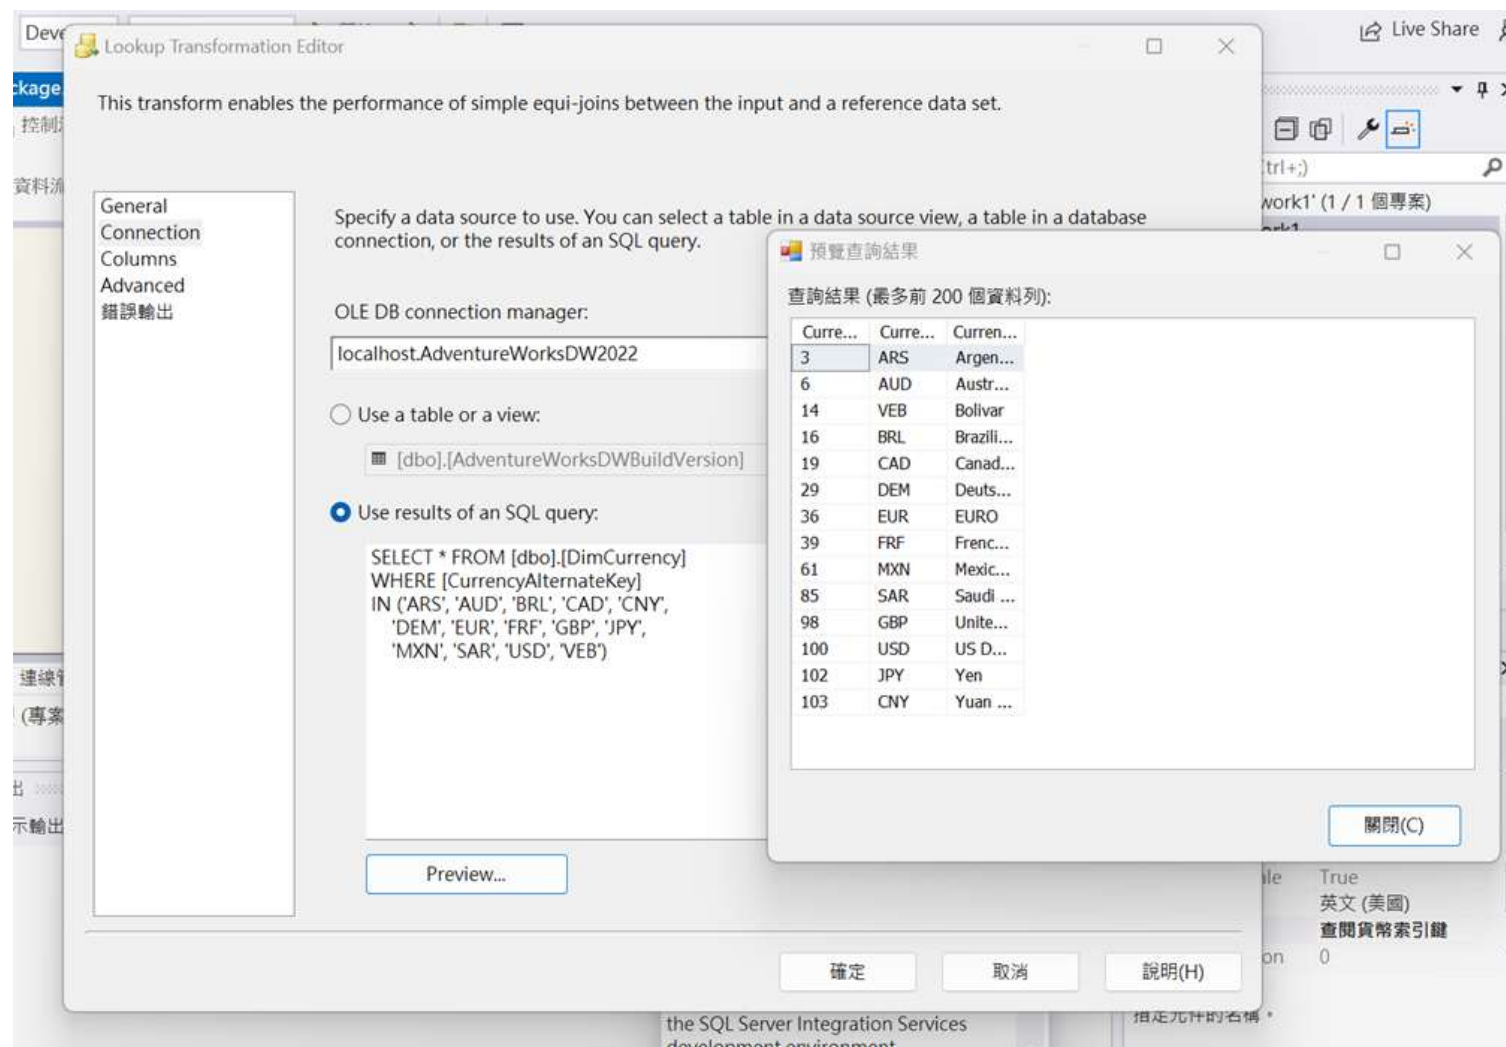 Live Share
Lookup Transformation Editor
This transform enables the performance of simple equi-joins between the input and a reference data set.
General
Connection
Columns
Advanced
錯誤輸出
Specify a data source to use. You can select a table in a data source view, a table in a database
connection, or the results of an SQL query.
OLE DB connection manager:
localhost.AdventureWorksDW2022
Use a table or a view:
[dbo].[AdventureWorksDWBuildVersion]
Use results of an SQL query:
SELECT * FROM [dbo].[DimCurrency]
WHERE [CurrencyAlternateKey]
IN ('ARS', 'AUD', 'BRL', 'CAD', 'CNY',
'DEM', 'EUR', 'FRF', 'GBP', 'JPY',
'MXN', 'SAR', 'USD', 'VEB')
Preview...
確定 取消 說明(H)
預覽查詢結果
查詢結果 (最多前 200 個資料列):
Curre... Curre... Curren...
3 ARS Argen...
6 AUD Austr...
14 VEB Bolivar
16 BRL Brazili...
19 CAD Canad...
29 DEM Deuts...
36 EUR EURO
39 FRF Frenc...
61 MXN Mexic...
85 SAR Saudi ...
98 GBP Unite...
100 USD US D...
102 JPY Yen
103 CNY Yuan ...
關閉(C)
(1 / 1 個專案)
True
英文 (美國)
查閱貨幣索引鍵
0
指定元件的名稱。
the SQL Server Integration Services
development environment